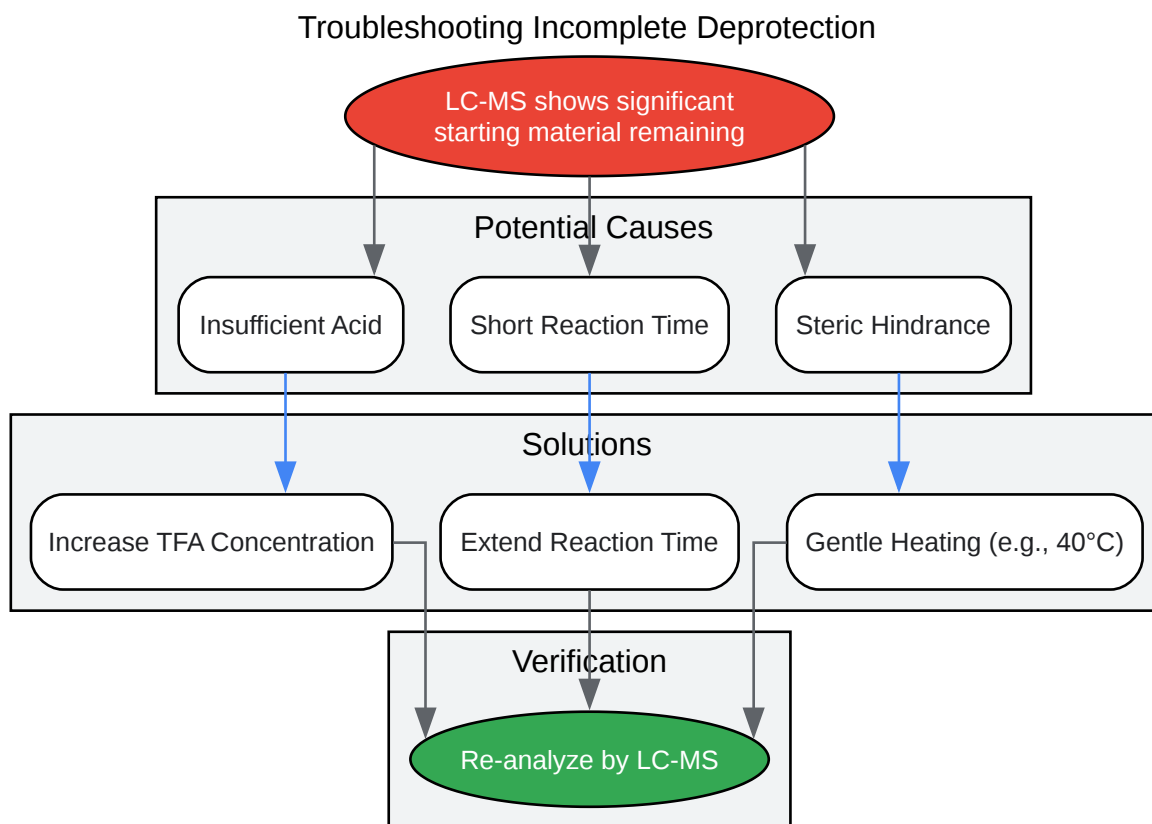 Troubleshooting Incomplete Deprotection
LC-MS shows significant
starting material remaining
Potential Causes
Insufficient Acid
Short Reaction Time
Steric Hindrance
Solutions
Increase TFA Concentration
Extend Reaction Time
Gentle Heating (e.g., 40°C)
Verification
Re-analyze by LC-MS